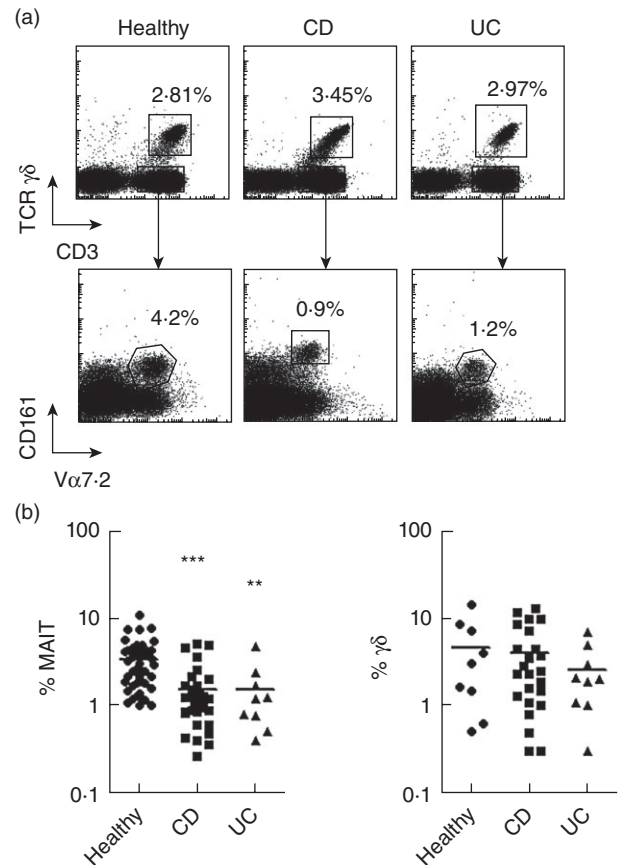 (a)
Healthy CD UC
2·81% 3·45% 2·97%
TCR γδ
CD3
4·2% 0·9% 1·2%
CD161
Vα7·2
(b)
100 100
*** **
10 10
% MAIT % γδ
1 1
0·1 0·1
Healthy CD UC Healthy CD UC